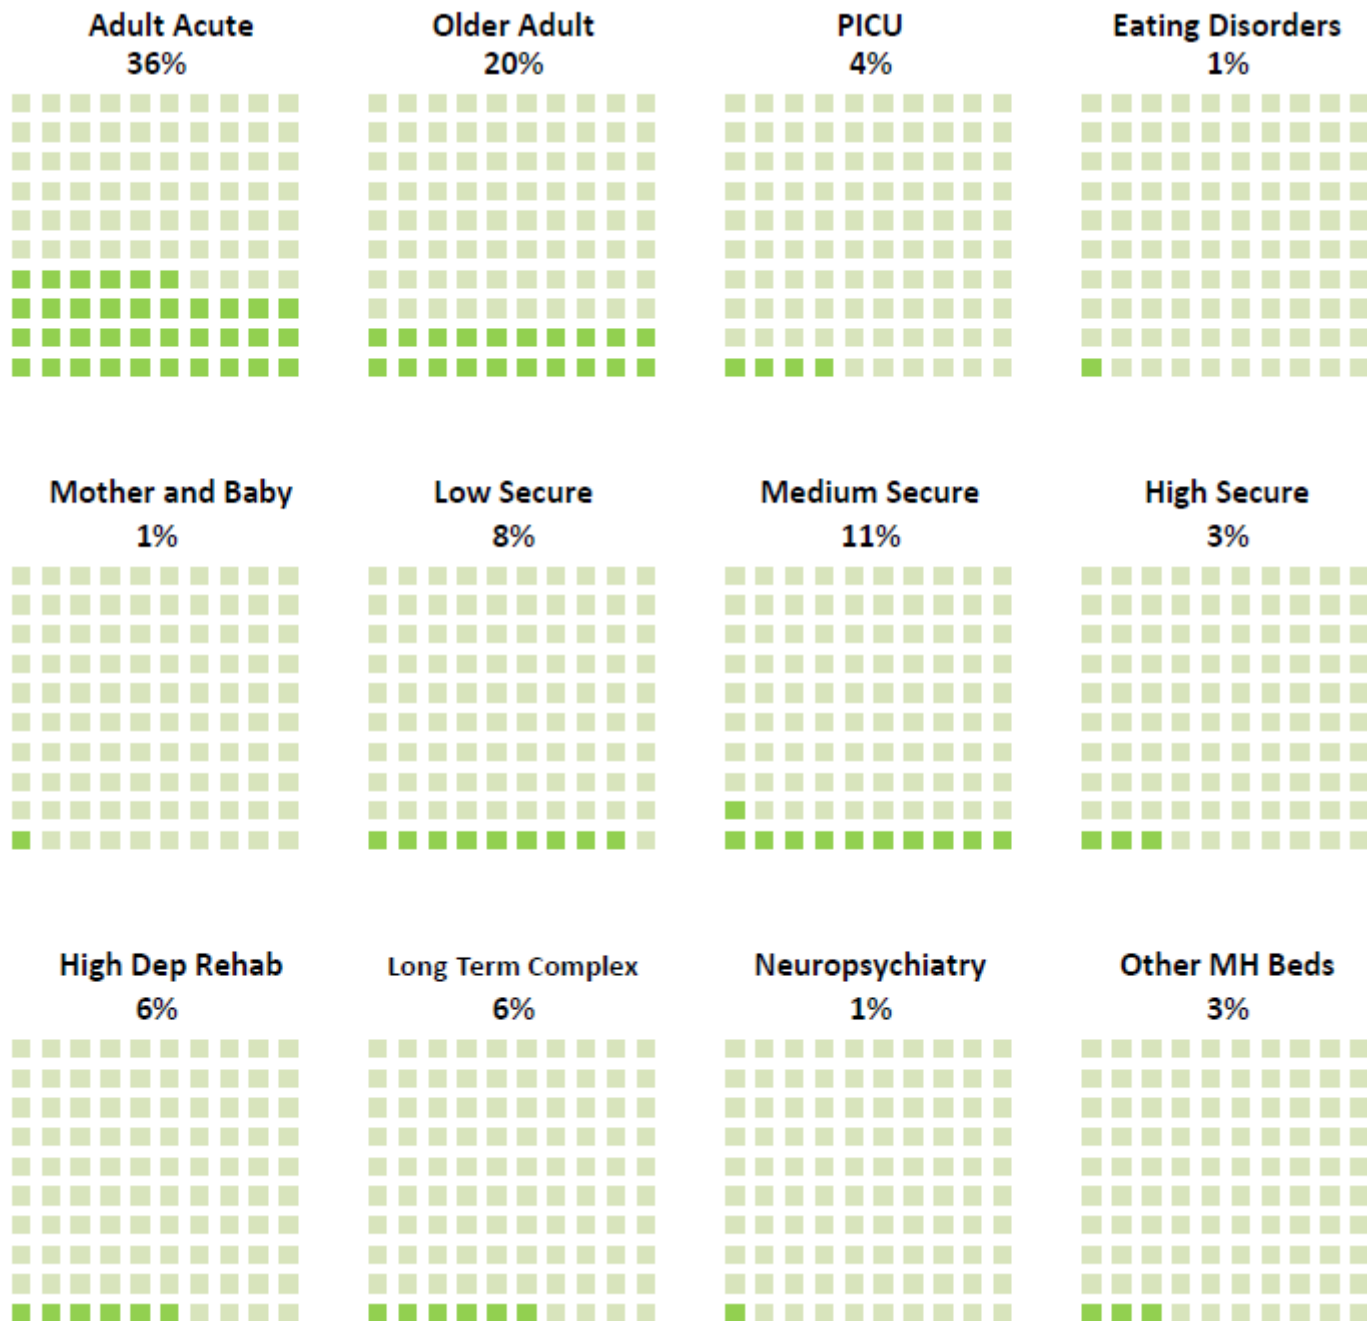 Adult Acute
36%
Older Adult
20%
PICU
4%
Eating Disorders
1%
Mother and Baby
1%
Low Secure
8%
Medium Secure
11%
High Secure
3%
High Dep Rehab
6%
Long Term Complex
6%
Neuropsychiatry
1%
Other MH Beds
3%